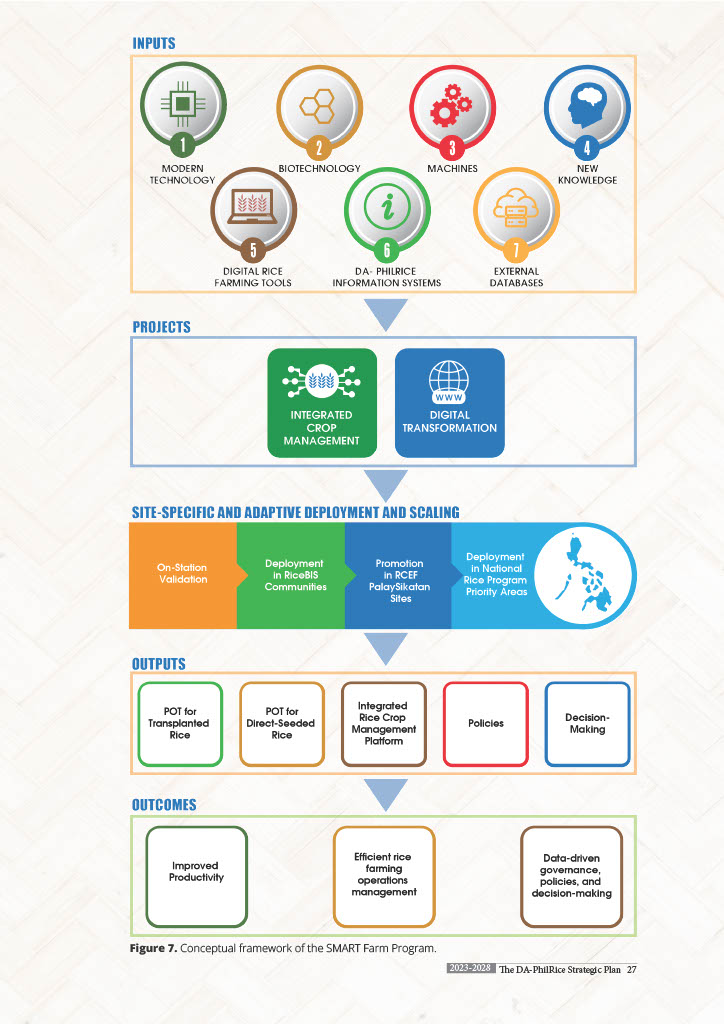 INPUTS
1
MODERN
TECHNOLOGY
2
BIOTECHNOLOGY
3
MACHINES
4
NEW
KNOWLEDGE
5
DIGITAL RICE
FARMING TOOLS
6
DA- PHILRICE
INFORMATION SYSTEMS
7
EXTERNAL
DATABASES
PROJECTS
INTEGRATED
CROP
MANAGEMENT
WWW
DIGITAL
TRANSFORMATION
SITE-SPECIFIC AND ADAPTIVE DEPLOYMENT AND SCALING
On-Station
Validation
Deployment
in RiceBIS
Communities
Promotion
in RCEF
PalaySikatan
Sites
Deployment
in National
Rice Program
Priority Areas
OUTPUTS
POT for
Transplanted
Rice
POT for
Direct-Seeded
Rice
Integrated
Rice Crop
Management
Platform
Policies
Decision-
Making
OUTCOMES
Improved
Productivity
Efficient rice
farming
operations
management
Data-driven
governance,
policies, and
decision-making
Figure 7. Conceptual framework of the SMART Farm Program.
2023-2028 The DA-PhilRice Strategic Plan 27